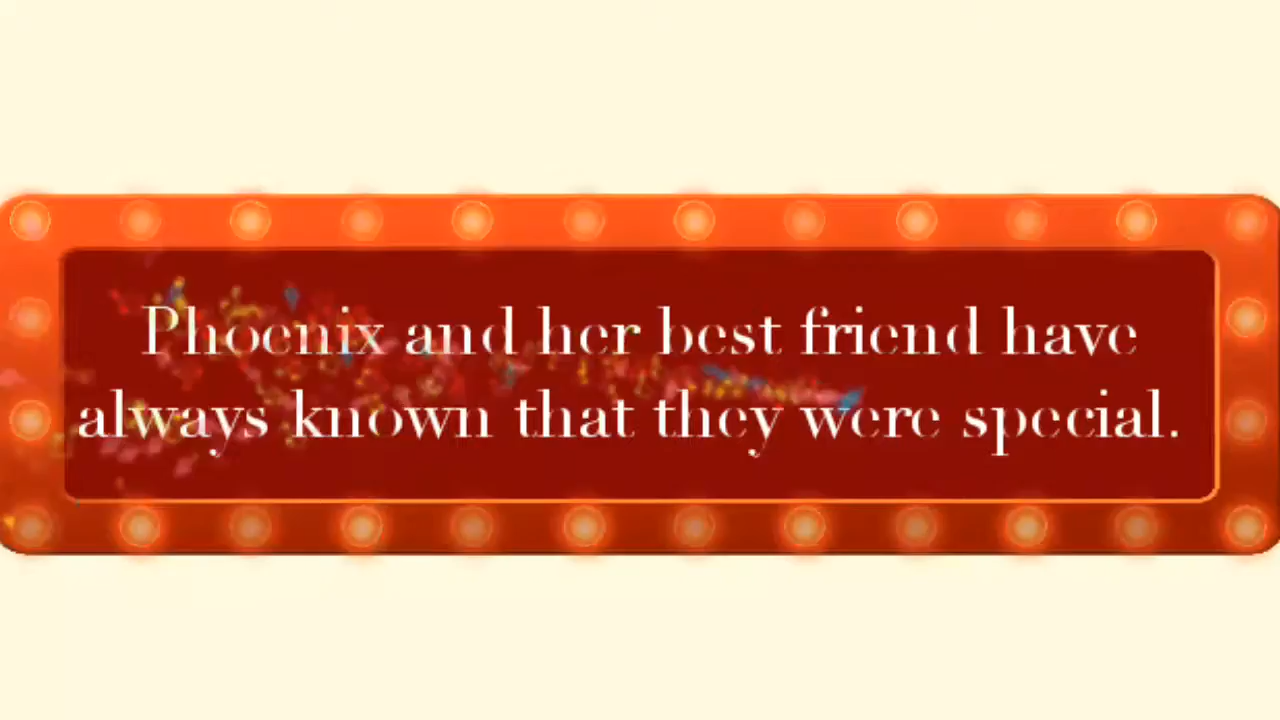 Phoenix and her best friend have
always known that they were special.